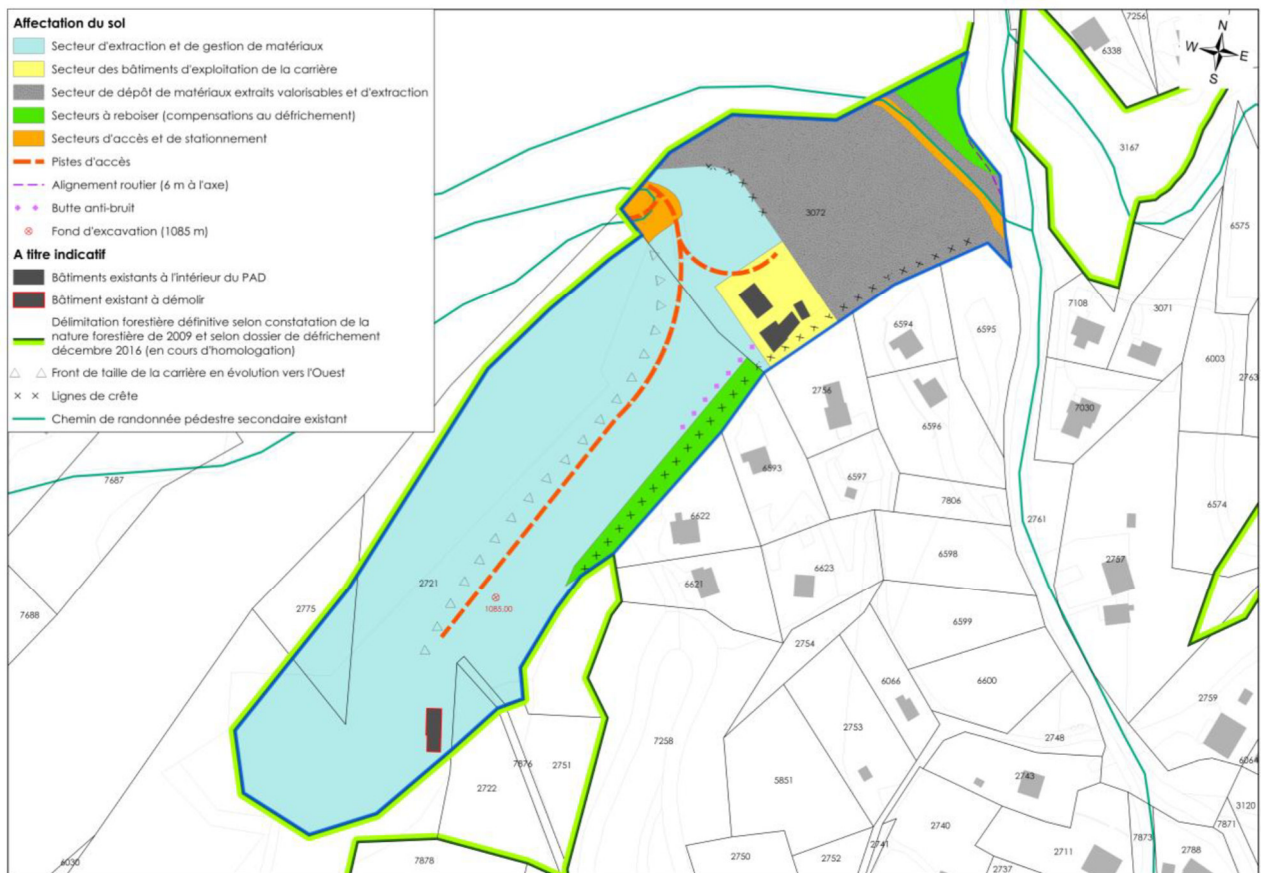 Affectation du sol
Secteur d'extraction et de gestion de matériaux
Secteur des bâtiments d'exploitation de la carrière
Secteur de dépôt de matériaux extraits valorisables et d'extraction
Secteurs à reboiser (compensations au défrichement)
Secteurs d'accès et de stationnement
Pistes d'accès
Alignement routier (6 m à l'axe)
Butte anti-bruit
Fond d'excavation (1085 m)
A titre indicatif
Bâtiments existants à l'intérieur du PAD
Bâtiment existant à démolir
Délimitation forestière définitive selon constatation de la
nature forestière de 2009 et selon dossier de défrichement
décembre 2016 (en cours d'homologation)
Front de taille de la carrière en évolution vers l'Ouest
Lignes de crête
Chemin de randonnée pédestre secondaire existant
N
W E
S
7256
6338
3167
6575
3072
7108
3071
6594
6595
6003
2763
2756
7030
6596
6593
6597
7687
7806
6574
6622
2761
6598
2757
2721
6621
6623
2775
1085.00
7688
6599
2754
6066
6600
2759
2753
7258
2748
6064
7876
2751
2722
5851
2743
3120
2740
7871
2741
7873
6030
7878
2750
2752
2711
2788
2737